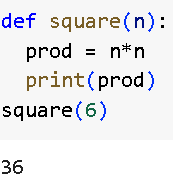 def square(n):
  prod = n*n
  print(prod)
square(6)
36